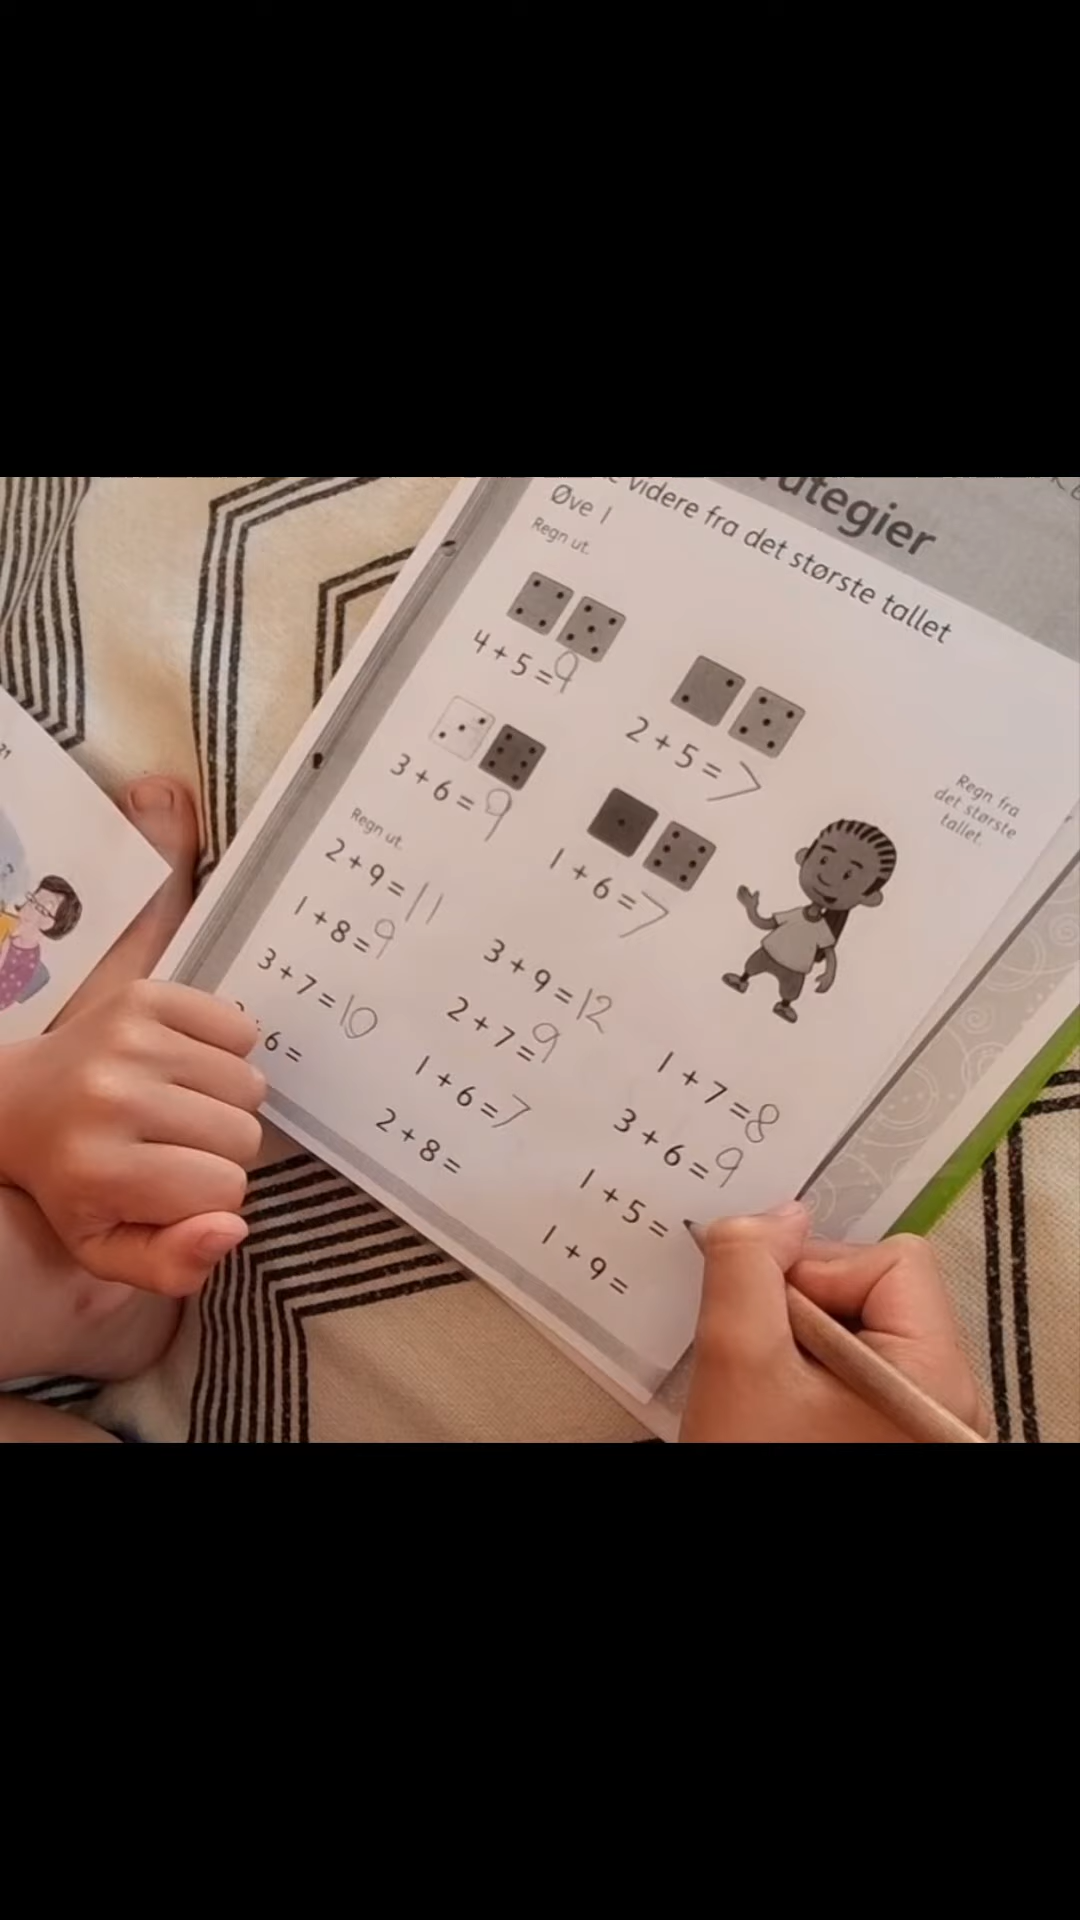 videre fra det største tallet
Øve 1
Regn ut.
4 + 5 = 9
2 + 5 = 7
3 + 6 = 9
1 + 6 = 7
Regn fra
det største
tallet.
Regn ut.
2 + 9 = 11
1 + 8 = 9
3 + 7 = 10
+ 6 =
3 + 9 = 12
2 + 7 = 9
1 + 6 = 7
2 + 8 =
1 + 7 = 8
3 + 6 = 9
1 + 5 =
1 + 9 =